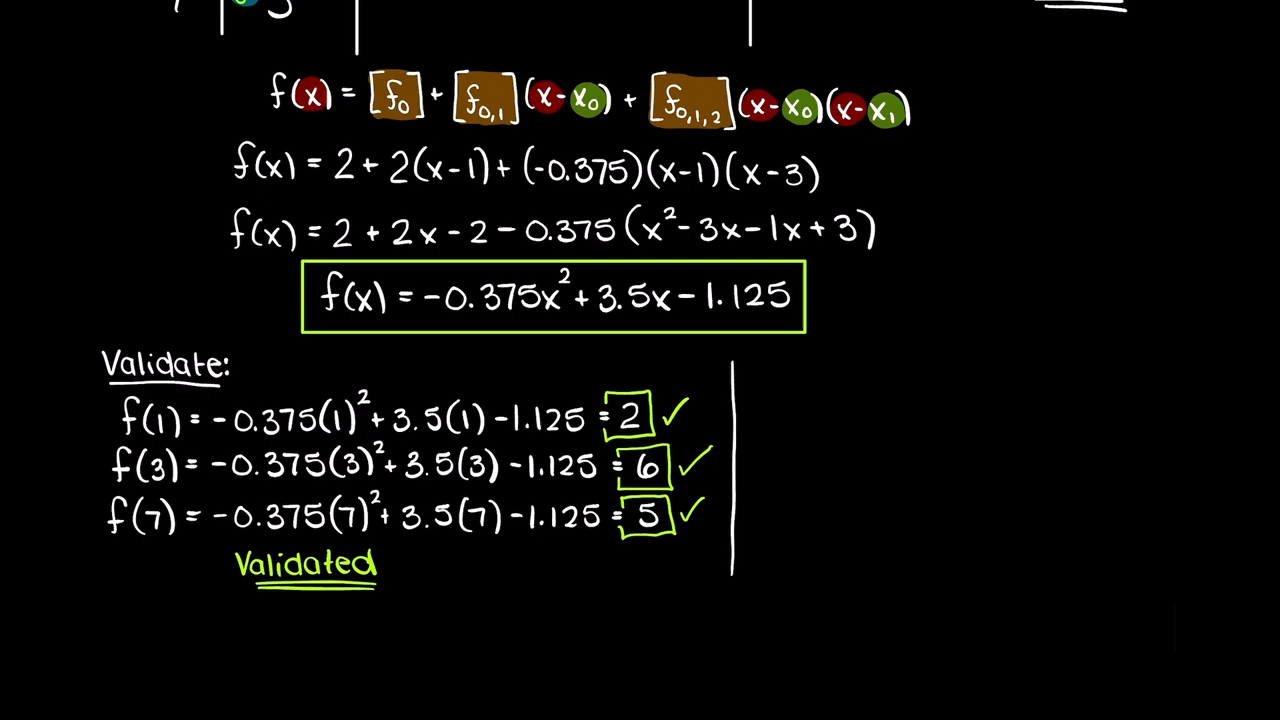 f(x) = [f₀] + [f₀,₁](x-x₀) + [f₀,₁,₂](x-x₀)(x-x₁)
f(x) = 2 + 2(x-1) + (-0.375)(x-1)(x-3)
f(x) = 2 + 2x - 2 - 0.375(x² - 3x - 1x + 3)
f(x) = -0.375x² + 3.5x - 1.125
Validate:
f(1) = -0.375(1)² + 3.5(1) - 1.125 = 2 ✓
f(3) = -0.375(3)² + 3.5(3) - 1.125 = 6 ✓
f(7) = -0.375(7)² + 3.5(7) - 1.125 = 5 ✓
Validated